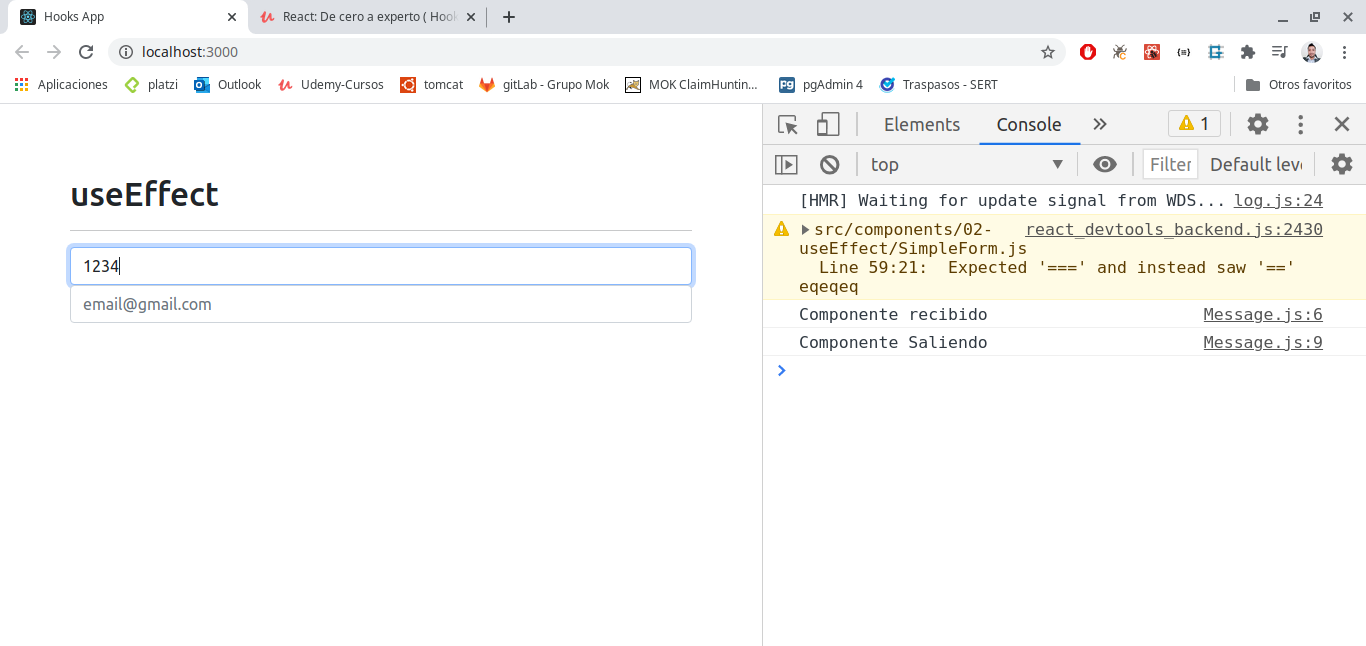 Hooks App
React: De cero a experto ( Hook
localhost:3000
Aplicaciones
platzi
Outlook
Udemy-Cursos
tomcat
gitLab - Grupo Mok
MOK ClaimHuntin...
pgAdmin 4
Traspasos - SERT
Otros favoritos
useEffect
1234
email@gmail.com
Elements
Console
1
top
Filter
Default leve
[HMR] Waiting for update signal from WDS... log.js:24
src/components/02- react_devtools_backend.js:2430
useEffect/SimpleForm.js
Line 59:21: Expected '===' and instead saw '=='
eqeqeq
Componente recibido Message.js:6
Componente Saliendo Message.js:9